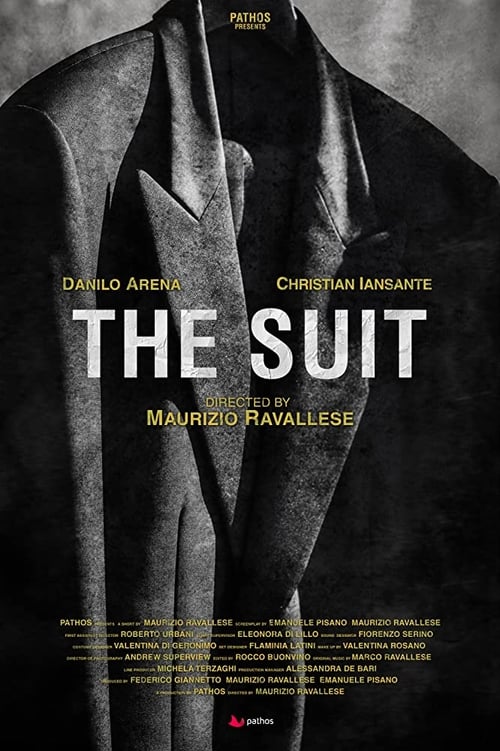 PATHOS
PRESENTS
DANILO ARENA CHRISTIAN IANSANTE
THE SUIT
DIRECTED BY
MAURIZIO RAVALLESE
PATHOS PRESENTS A SHORT BY MAURIZIO RAVALLESE SCREENPLAY BY EMANUELE PISANO MAURIZIO RAVALLESE
FIRST ASSISTANT DIRECTOR ROBERTO URBANI SUPERVISOR ELEONORA DI LILLO SOUND DESIGNER FIORENZO SERINO
COSTUME DESIGNER VALENTINA DI GERONIMO SET DESIGNER FLAMINIA LATINI MAKE UP BY VALENTINA ROSANO
DIRECTOR OF PHOTOGRAPHY ANDREW SUPERVIEW EDITED BY ROCCO BUONVINO ORIGINAL MUSIC BY MARCO RAVALLESE
LINE PRODUCER MICHELA TERZAGHI PRODUCTION MANAGER ALESSANDRA DE BARI
PRODUCED BY FEDERICO GIANNETTO MAURIZIO RAVALLESE EMANUELE PISANO
A PRODUCTION BY PATHOS DIRECTED BY MAURIZIO RAVALLESE
pathos